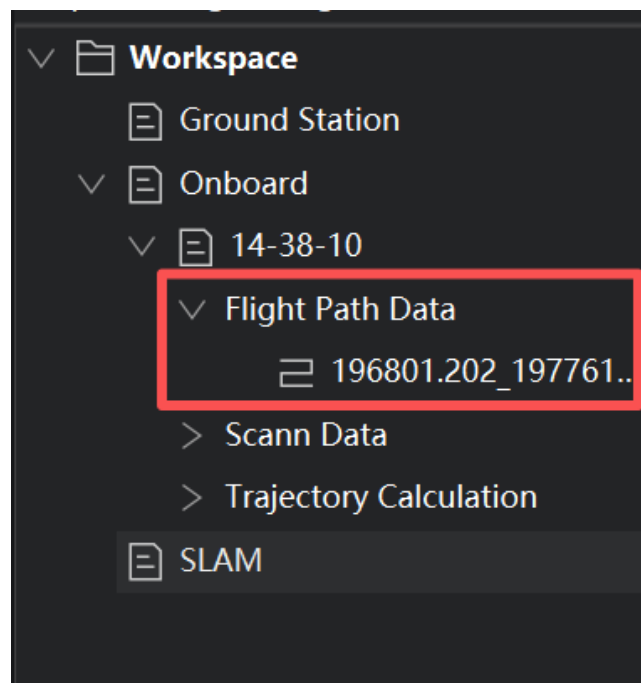 Workspace
Ground Station
Onboard
14-38-10
Flight Path Data
196801.202_197761..
Scann Data
Trajectory Calculation
SLAM